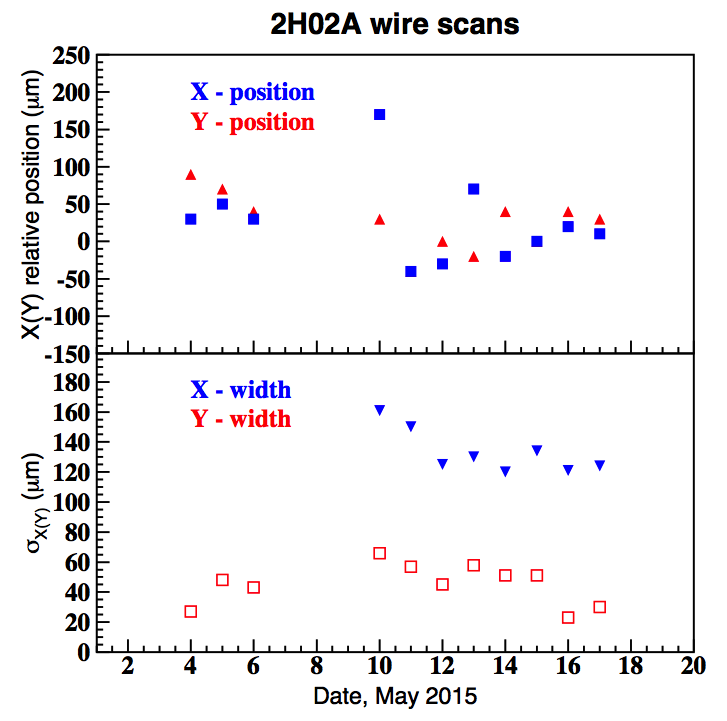 2H02A wire scans
X(Y) relative position (μm)
250
200
150
100
50
0
-50
-100
-150
X - position
Y - position
σX(Y) (μm)
180
160
140
120
100
80
60
40
20
0
X - width
Y - width
2 4 6 8 10 12 14 16 18 20
Date, May 2015